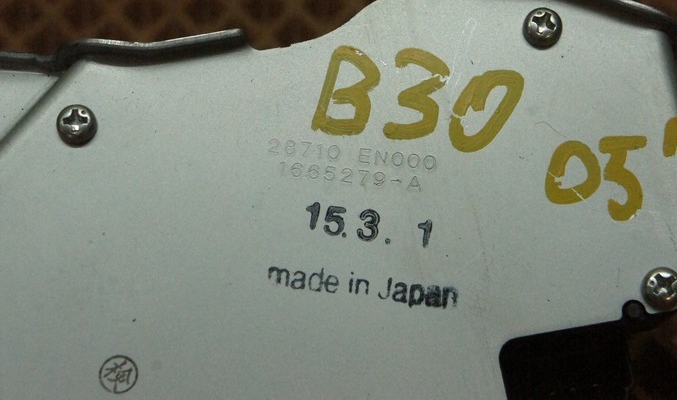 B30
05
28710 EN000
1665279-A
15.3.1
made in Japan